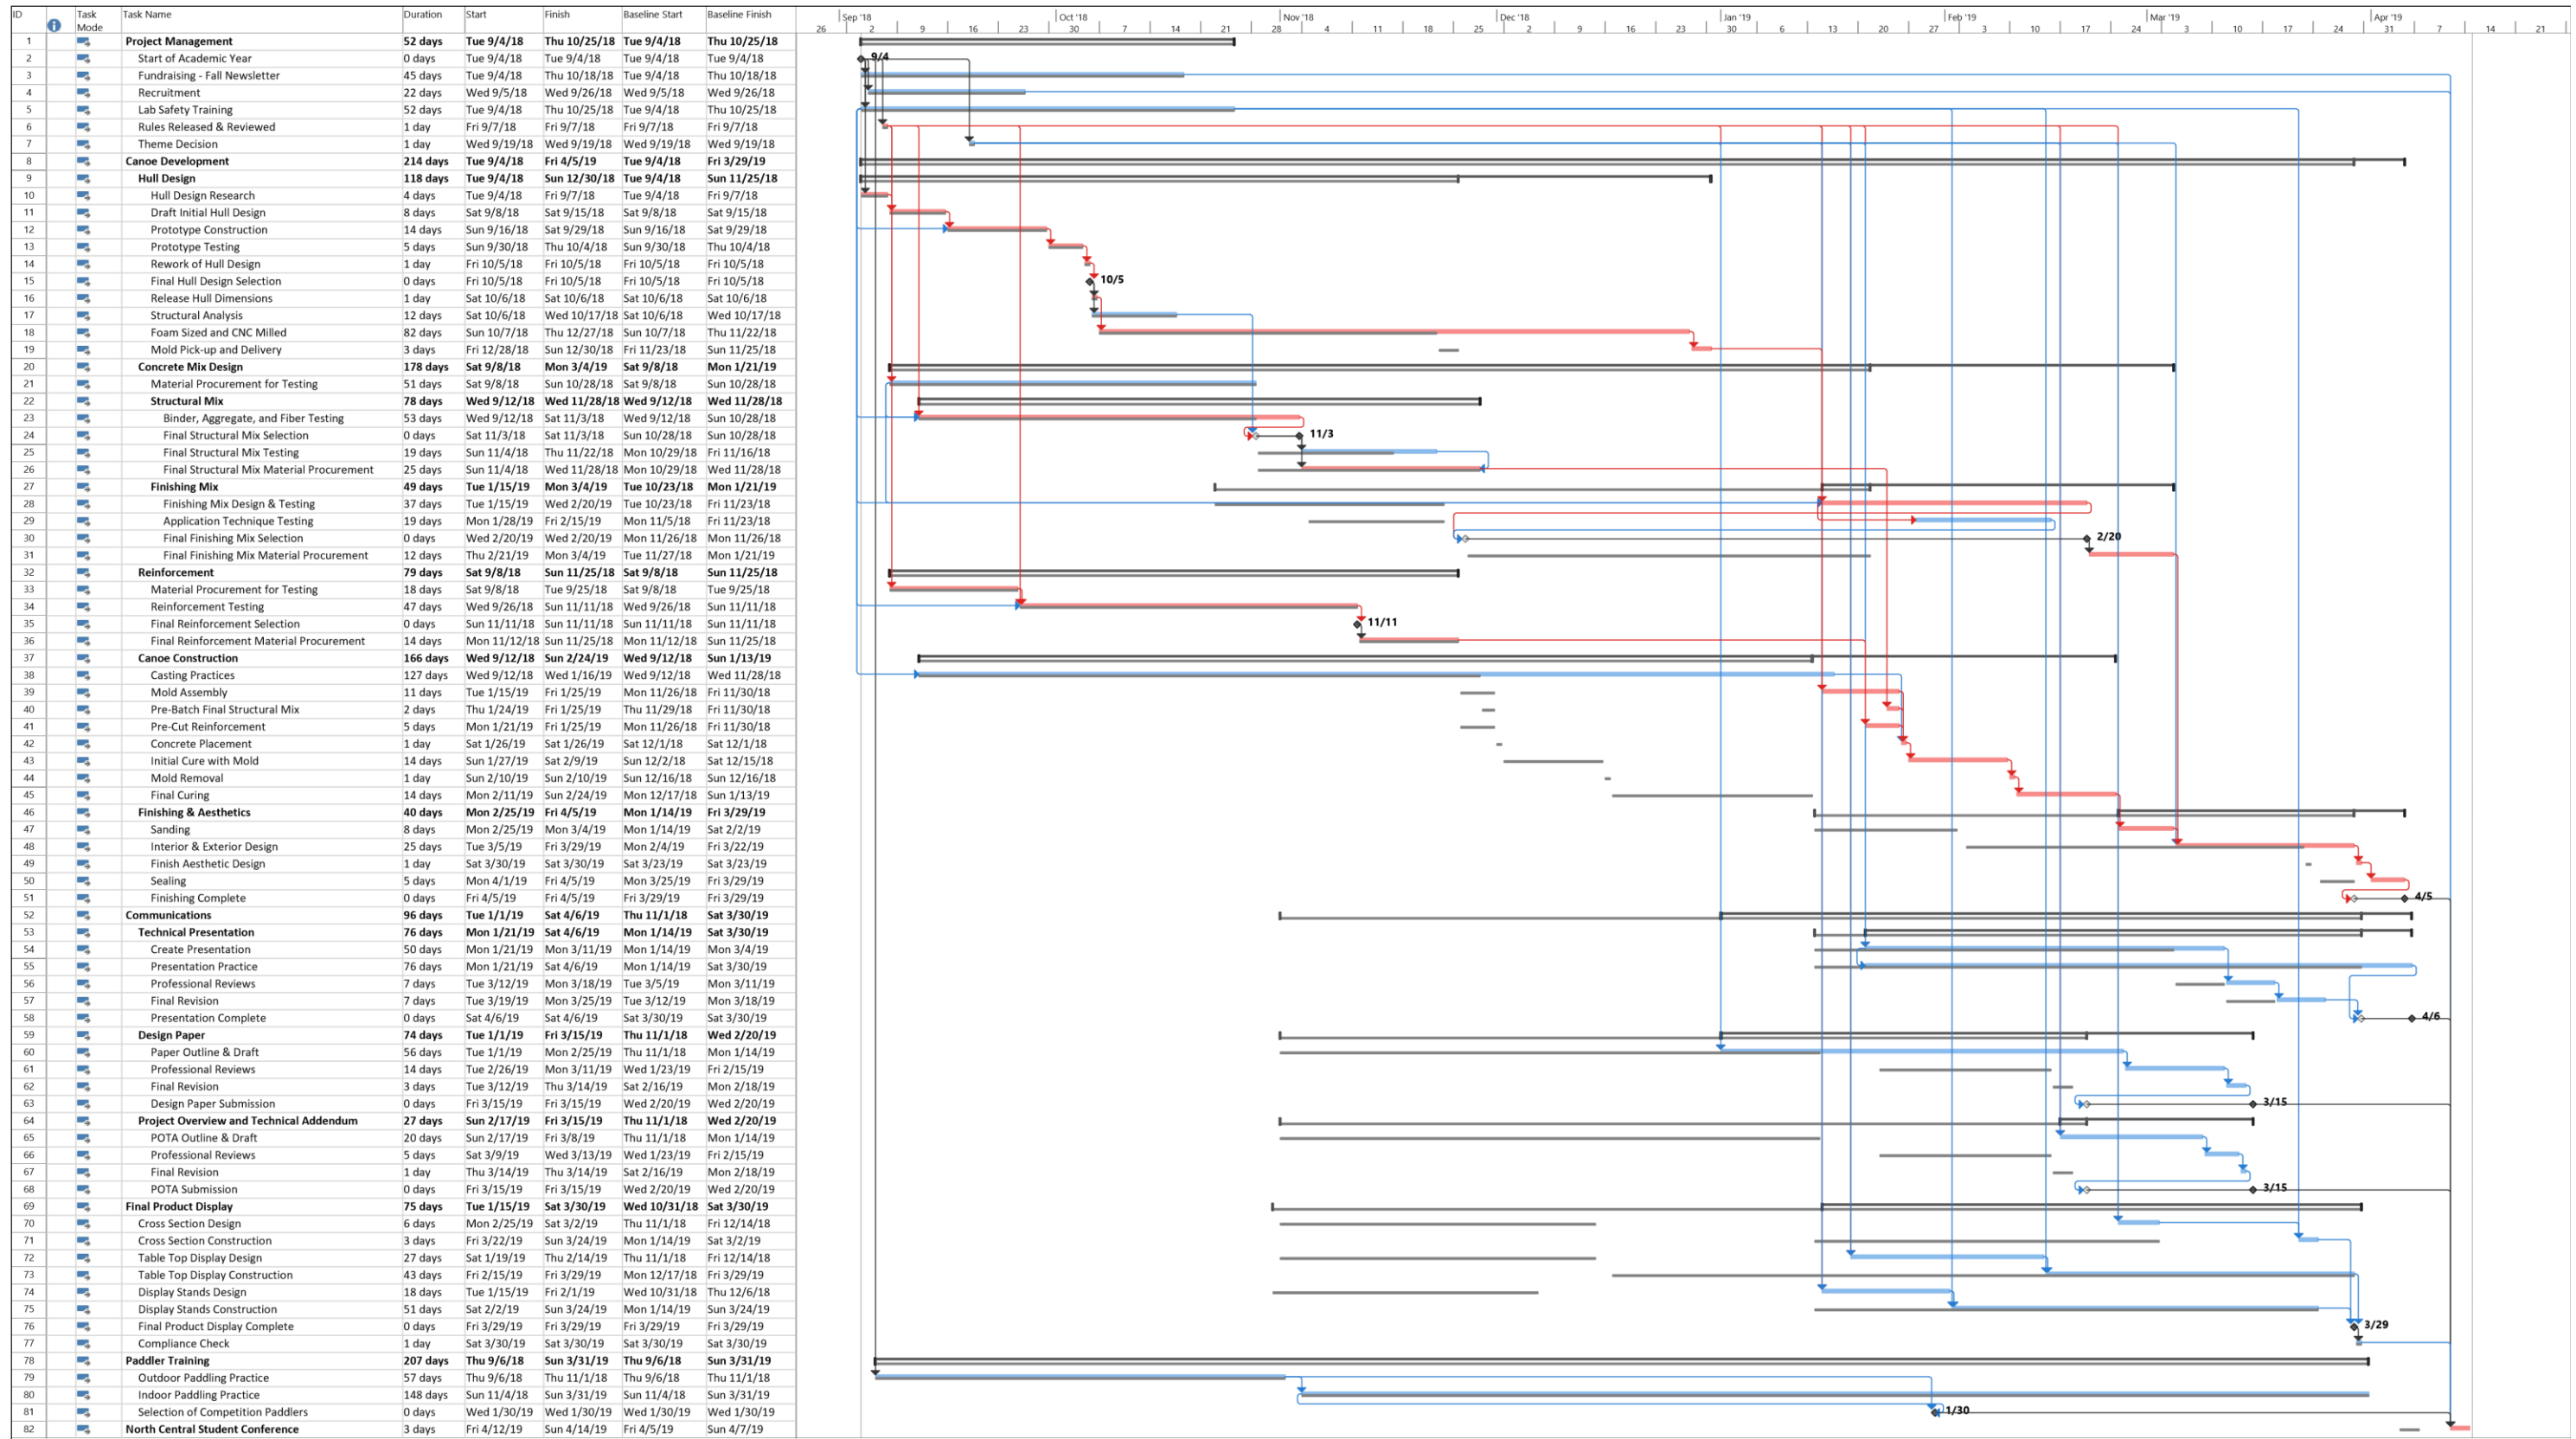 ID Task Mode Task Name Duration Start Finish Baseline Start Baseline Finish
Sep '18 Oct '18 Nov '18 Dec '18 Jan '19 Feb '19 Mar '19 Apr '19
26 2 9 16 23 30 7 14 21 28 4 11 18 25 2 9 16 23 30 6 13 20 27 3 10 17 24 3 10 17 24 31 7 14 21
1 Project Management 52 days Tue 9/4/18 Thu 10/25/18 Tue 9/4/18 Thu 10/25/18
2 Start of Academic Year 0 days Tue 9/4/18 Tue 9/4/18 Tue 9/4/18 Tue 9/4/18 9/4
3 Fundraising - Fall Newsletter 45 days Tue 9/4/18 Thu 10/18/18 Tue 9/4/18 Thu 10/18/18
4 Recruitment 22 days Wed 9/5/18 Wed 9/26/18 Wed 9/5/18 Wed 9/26/18
5 Lab Safety Training 52 days Tue 9/4/18 Thu 10/25/18 Tue 9/4/18 Thu 10/25/18
6 Rules Released & Reviewed 1 day Fri 9/7/18 Fri 9/7/18 Fri 9/7/18 Fri 9/7/18
7 Theme Decision 1 day Wed 9/19/18 Wed 9/19/18 Wed 9/19/18 Wed 9/19/18
8 Canoe Development 214 days Tue 9/4/18 Fri 4/5/19 Tue 9/4/18 Fri 3/29/19
9 Hull Design 118 days Tue 9/4/18 Sun 12/30/18 Tue 9/4/18 Sun 11/25/18
10 Hull Design Research 4 days Tue 9/4/18 Fri 9/7/18 Tue 9/4/18 Fri 9/7/18
11 Draft Initial Hull Design 8 days Sat 9/8/18 Sat 9/15/18 Sat 9/8/18 Sat 9/15/18
12 Prototype Construction 14 days Sun 9/16/18 Sat 9/29/18 Sun 9/16/18 Sat 9/29/18
13 Prototype Testing 5 days Sun 9/30/18 Thu 10/4/18 Sun 9/30/18 Thu 10/4/18
14 Rework of Hull Design 1 day Fri 10/5/18 Fri 10/5/18 Fri 10/5/18 Fri 10/5/18
15 Final Hull Design Selection 0 days Fri 10/5/18 Fri 10/5/18 Fri 10/5/18 Fri 10/5/18 10/5
16 Release Hull Dimensions 1 day Sat 10/6/18 Sat 10/6/18 Sat 10/6/18 Sat 10/6/18
17 Structural Analysis 12 days Sat 10/6/18 Wed 10/17/18 Sat 10/6/18 Wed 10/17/18
18 Foam Sized and CNC Milled 82 days Sun 10/7/18 Thu 12/27/18 Sun 10/7/18 Thu 11/22/18
19 Mold Pick-up and Delivery 3 days Fri 12/28/18 Sun 12/30/18 Fri 11/23/18 Sun 11/25/18
20 Concrete Mix Design 178 days Sat 9/8/18 Mon 3/4/19 Sat 9/8/18 Mon 1/21/19
21 Material Procurement for Testing 51 days Sat 9/8/18 Sun 10/28/18 Sat 9/8/18 Sun 10/28/18
22 Structural Mix 78 days Wed 9/12/18 Wed 11/28/18 Wed 9/12/18 Wed 11/28/18
23 Binder, Aggregate, and Fiber Testing 53 days Wed 9/12/18 Sat 11/3/18 Wed 9/12/18 Sun 10/28/18
24 Final Structural Mix Selection 0 days Sat 11/3/18 Sat 11/3/18 Sun 10/28/18 Sun 10/28/18 11/3
25 Final Structural Mix Testing 19 days Sun 11/4/18 Thu 11/22/18 Mon 10/29/18 Fri 11/16/18
26 Final Structural Mix Material Procurement 25 days Sun 11/4/18 Wed 11/28/18 Mon 10/29/18 Wed 11/28/18
27 Finishing Mix 49 days Tue 1/15/19 Mon 3/4/19 Tue 10/23/18 Mon 1/21/19
28 Finishing Mix Design & Testing 37 days Tue 1/15/19 Wed 2/20/19 Tue 10/23/18 Fri 11/23/18
29 Application Technique Testing 19 days Mon 1/28/19 Fri 2/15/19 Mon 11/5/18 Fri 11/23/18
30 Final Finishing Mix Selection 0 days Wed 2/20/19 Wed 2/20/19 Mon 11/26/18 Mon 11/26/18 2/20
31 Final Finishing Mix Material Procurement 12 days Thu 2/21/19 Mon 3/4/19 Tue 11/27/18 Mon 1/21/19
32 Reinforcement 79 days Sat 9/8/18 Sun 11/25/18 Sat 9/8/18 Sun 11/25/18
33 Material Procurement for Testing 18 days Sat 9/8/18 Tue 9/25/18 Sat 9/8/18 Tue 9/25/18
34 Reinforcement Testing 47 days Wed 9/26/18 Sun 11/11/18 Wed 9/26/18 Sun 11/11/18
35 Final Reinforcement Selection 0 days Sun 11/11/18 Sun 11/11/18 Sun 11/11/18 Sun 11/11/18 11/11
36 Final Reinforcement Material Procurement 14 days Mon 11/12/18 Sun 11/25/18 Mon 11/12/18 Sun 11/25/18
37 Canoe Construction 166 days Wed 9/12/18 Sun 2/24/19 Wed 9/12/18 Sun 1/13/19
38 Casting Practices 127 days Wed 9/12/18 Wed 1/16/19 Wed 9/12/18 Wed 11/28/18
39 Mold Assembly 11 days Tue 1/15/19 Fri 1/25/19 Mon 11/26/18 Fri 11/30/18
40 Pre-Batch Final Structural Mix 2 days Thu 1/24/19 Fri 1/25/19 Thu 11/29/18 Fri 11/30/18
41 Pre-Cut Reinforcement 5 days Mon 1/21/19 Fri 1/25/19 Mon 11/26/18 Fri 11/30/18
42 Concrete Placement 1 day Sat 1/26/19 Sat 1/26/19 Sat 12/1/18 Sat 12/1/18
43 Initial Cure with Mold 14 days Sun 1/27/19 Sat 2/9/19 Sun 12/2/18 Sat 12/15/18
44 Mold Removal 1 day Sun 2/10/19 Sun 2/10/19 Sun 12/16/18 Sun 12/16/18
45 Final Curing 14 days Mon 2/11/19 Sun 2/24/19 Mon 12/17/18 Sun 1/13/19
46 Finishing & Aesthetics 40 days Mon 2/25/19 Fri 4/5/19 Mon 1/14/19 Fri 3/29/19
47 Sanding 8 days Mon 2/25/19 Mon 3/4/19 Mon 1/14/19 Sat 2/2/19
48 Interior & Exterior Design 25 days Tue 3/5/19 Fri 3/29/19 Mon 2/4/19 Fri 3/22/19
49 Finish Aesthetic Design 1 day Sat 3/30/19 Sat 3/30/19 Sat 3/23/19 Sat 3/23/19
50 Sealing 5 days Mon 4/1/19 Fri 4/5/19 Mon 3/25/19 Fri 3/29/19
51 Finishing Complete 0 days Fri 4/5/19 Fri 4/5/19 Fri 3/29/19 Fri 3/29/19 4/5
52 Communications 96 days Tue 1/1/19 Sat 4/6/19 Thu 11/1/18 Sat 3/30/19
53 Technical Presentation 76 days Mon 1/21/19 Sat 4/6/19 Mon 1/14/19 Sat 3/30/19
54 Create Presentation 50 days Mon 1/21/19 Mon 3/11/19 Mon 1/14/19 Mon 3/4/19
55 Presentation Practice 76 days Mon 1/21/19 Sat 4/6/19 Mon 1/14/19 Sat 3/30/19
56 Professional Reviews 7 days Tue 3/12/19 Mon 3/18/19 Tue 3/5/19 Mon 3/11/19
57 Final Revision 7 days Tue 3/19/19 Mon 3/25/19 Tue 3/12/19 Mon 3/18/19
58 Presentation Complete 0 days Sat 4/6/19 Sat 4/6/19 Sat 3/30/19 Sat 3/30/19 4/6
59 Design Paper 74 days Tue 1/1/19 Fri 3/15/19 Thu 11/1/18 Wed 2/20/19
60 Paper Outline & Draft 56 days Tue 1/1/19 Mon 2/25/19 Thu 11/1/18 Mon 1/14/19
61 Professional Reviews 14 days Tue 2/26/19 Mon 3/11/19 Wed 1/23/19 Fri 2/15/19
62 Final Revision 3 days Tue 3/12/19 Thu 3/14/19 Sat 2/16/19 Mon 2/18/19
63 Design Paper Submission 0 days Fri 3/15/19 Fri 3/15/19 Wed 2/20/19 Wed 2/20/19 3/15
64 Project Overview and Technical Addendum 27 days Sun 2/17/19 Fri 3/15/19 Thu 11/1/18 Wed 2/20/19
65 POTA Outline & Draft 20 days Sun 2/17/19 Fri 3/8/19 Thu 11/1/18 Mon 1/14/19
66 Professional Reviews 5 days Sat 3/9/19 Wed 3/13/19 Wed 1/23/19 Fri 2/15/19
67 Final Revision 1 day Thu 3/14/19 Thu 3/14/19 Sat 2/16/19 Mon 2/18/19
68 POTA Submission 0 days Fri 3/15/19 Fri 3/15/19 Wed 2/20/19 Wed 2/20/19 3/15
69 Final Product Display 75 days Tue 1/15/19 Sat 3/30/19 Wed 10/31/18 Sat 3/30/19
70 Cross Section Design 6 days Mon 2/25/19 Sat 3/2/19 Thu 11/1/18 Fri 12/14/18
71 Cross Section Construction 3 days Fri 3/22/19 Sun 3/24/19 Mon 1/14/19 Sat 3/2/19
72 Table Top Display Design 27 days Sat 1/19/19 Thu 2/14/19 Thu 11/1/18 Fri 12/14/18
73 Table Top Display Construction 43 days Fri 2/15/19 Fri 3/29/19 Mon 12/17/18 Fri 3/29/19
74 Display Stands Design 18 days Tue 1/15/19 Fri 2/1/19 Wed 10/31/18 Thu 12/6/18
75 Display Stands Construction 51 days Sat 2/2/19 Sun 3/24/19 Mon 1/14/19 Sun 3/24/19
76 Final Product Display Complete 0 days Fri 3/29/19 Fri 3/29/19 Fri 3/29/19 Fri 3/29/19 3/29
77 Compliance Check 1 day Sat 3/30/19 Sat 3/30/19 Sat 3/30/19 Sat 3/30/19
78 Paddler Training 207 days Thu 9/6/18 Sun 3/31/19 Thu 9/6/18 Sun 3/31/19
79 Outdoor Paddling Practice 57 days Thu 9/6/18 Thu 11/1/18 Thu 9/6/18 Thu 11/1/18
80 Indoor Paddling Practice 148 days Sun 11/4/18 Sun 3/31/19 Sun 11/4/18 Sun 3/31/19
81 Selection of Competition Paddlers 0 days Wed 1/30/19 Wed 1/30/19 Wed 1/30/19 Wed 1/30/19 1/30
82 North Central Student Conference 3 days Fri 4/12/19 Sun 4/14/19 Fri 4/5/19 Sun 4/7/19